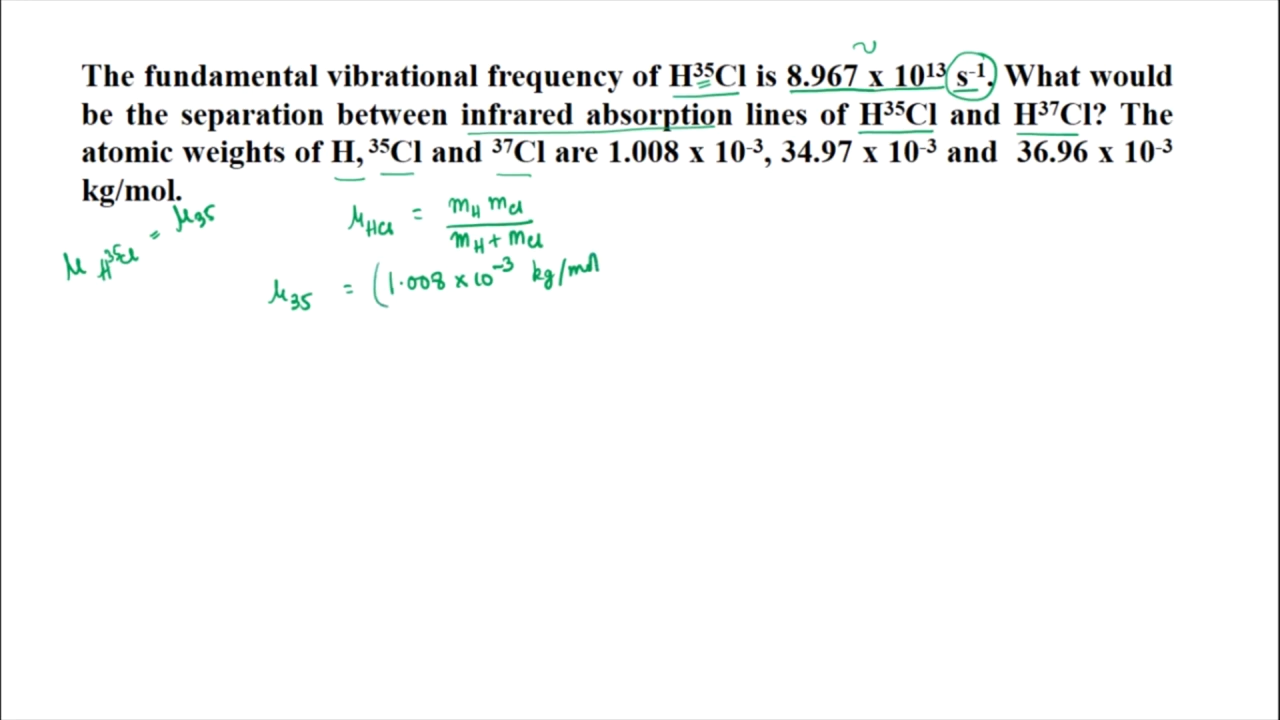 The fundamental vibrational frequency of H³⁵Cl is 8.967 x 10¹³ s⁻¹. What would
be the separation between infrared absorption lines of H³⁵Cl and H³⁷Cl? The
atomic weights of H, ³⁵Cl and ³⁷Cl are 1.008 x 10⁻³, 34.97 x 10⁻³ and 36.96 x 10⁻³
kg/mol.
μ H³⁵Cl = μ35
μHCl = mH mCl / mH + mCl
μ35 = (1.008 x 10⁻³ kg/mol